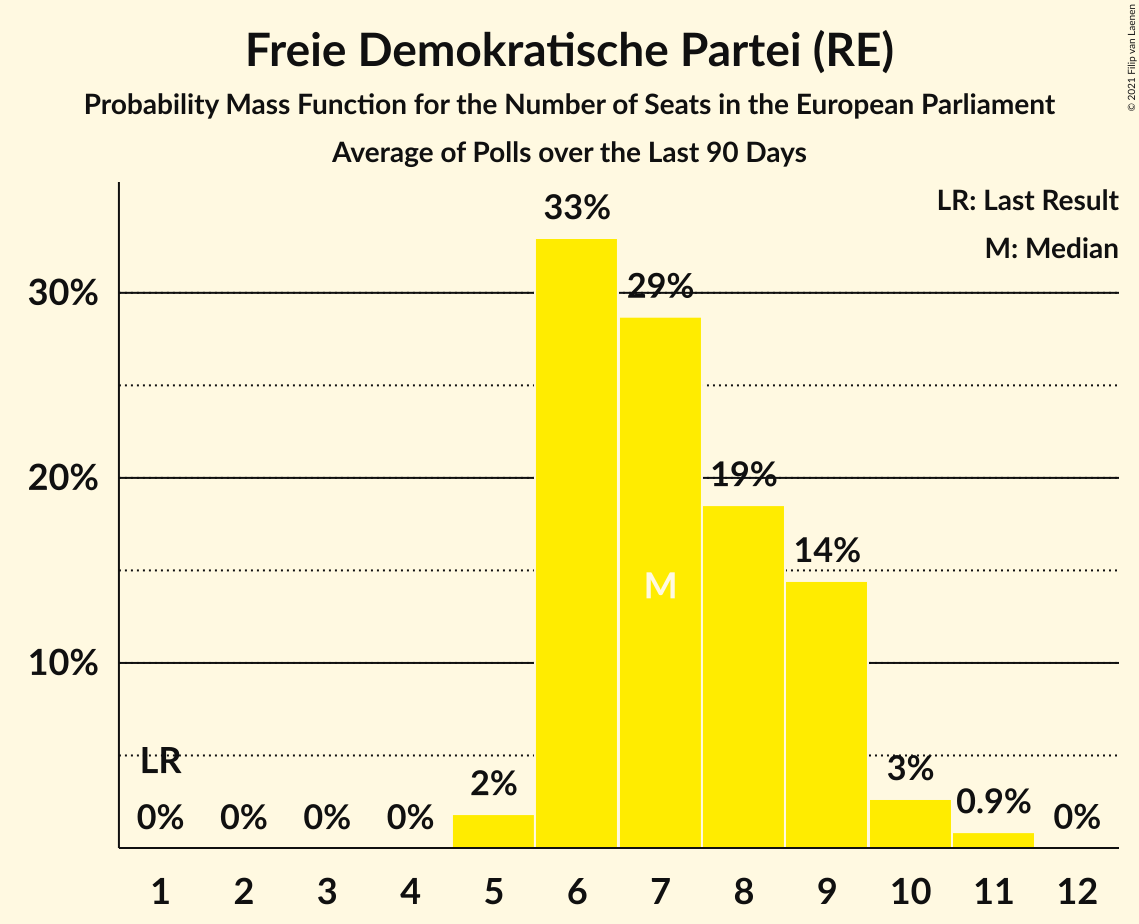 Freie Demokratische Partei (RE)
Probability Mass Function for the Number of Seats in the European Parliament
Average of Polls over the Last 90 Days
© 2021 Filip van Laenen
LR: Last Result
M: Median
33%
30%
29%
20%
19%
14%
M
10%
LR
2%
3%
0.9%
0% 0% 0% 0% 0%
1 2 3 4 5 6 7 8 9 10 11 12